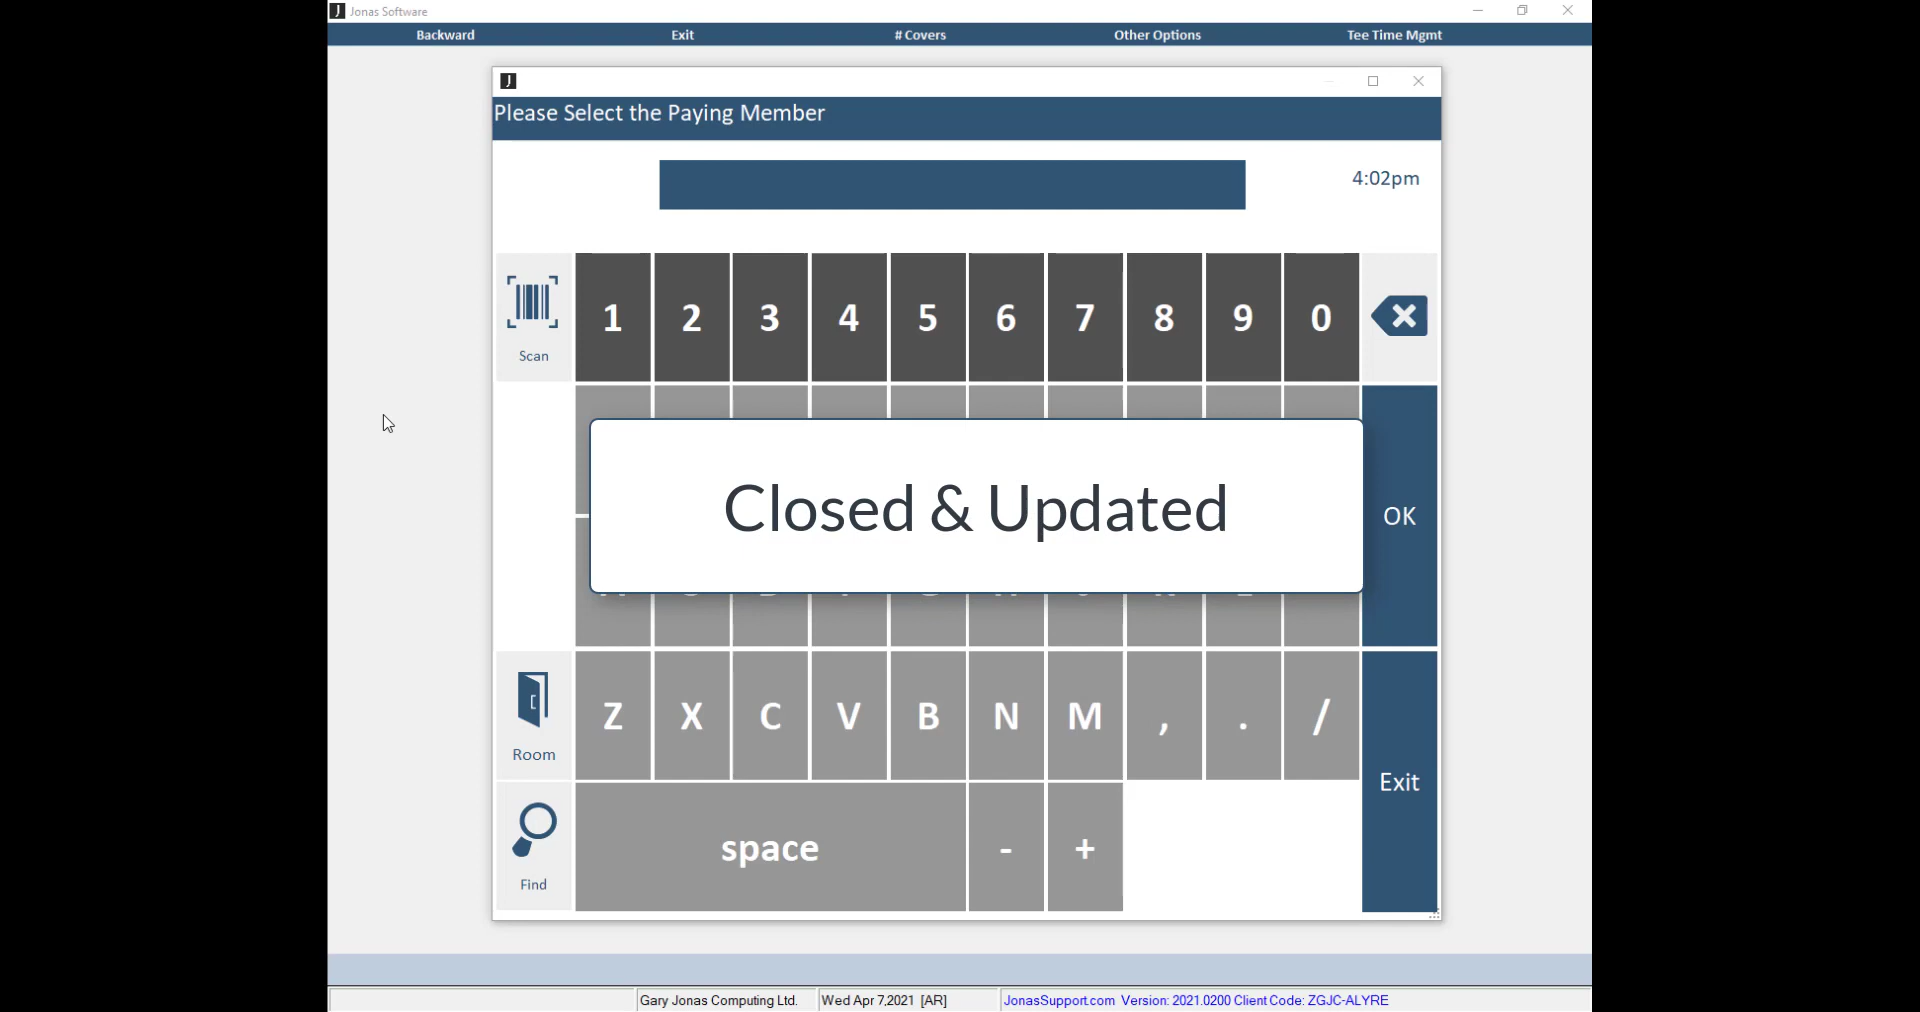 J Jonas Software
Backward Exit # Covers Other Options Tee Time Mgmt
J
Please Select the Paying Member
4:02pm
Scan
1 2 3 4 5 6 7 8 9 0
Closed & Updated
OK
Room
Z X C V B N M , . /
Exit
Find
space - +
Gary Jonas Computing Ltd. Wed Apr 7,2021 [AR] JonasSupport.com Version: 2021.0200 Client Code: ZGJC-ALYRE